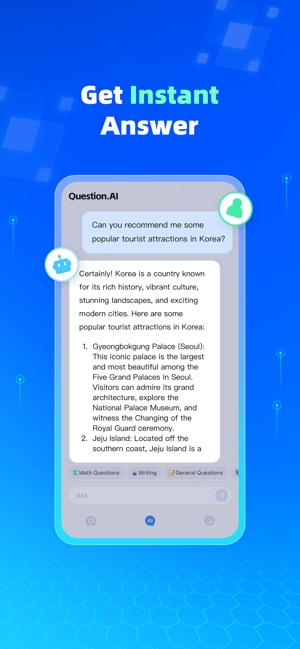 Get Instant
Answer
Question.AI
Can you recommend me some
popular tourist attractions in Korea?
Certainly! Korea is a country known
for its rich history, vibrant culture,
stunning landscapes, and exciting
modern cities. Here are some
popular tourist attractions in Korea:
1. Gyeongbokgung Palace (Seoul):
This iconic palace is the largest
and most beautiful among the
Five Grand Palaces in Seoul.
Visitors can admire its grand
architecture, explore the
National Palace Museum, and
witness the Changing of the
Royal Guard ceremony.
2. Jeju Island: Located off the
southern coast, Jeju Island is a
Math Questions Writing General Questions
Ask
AI